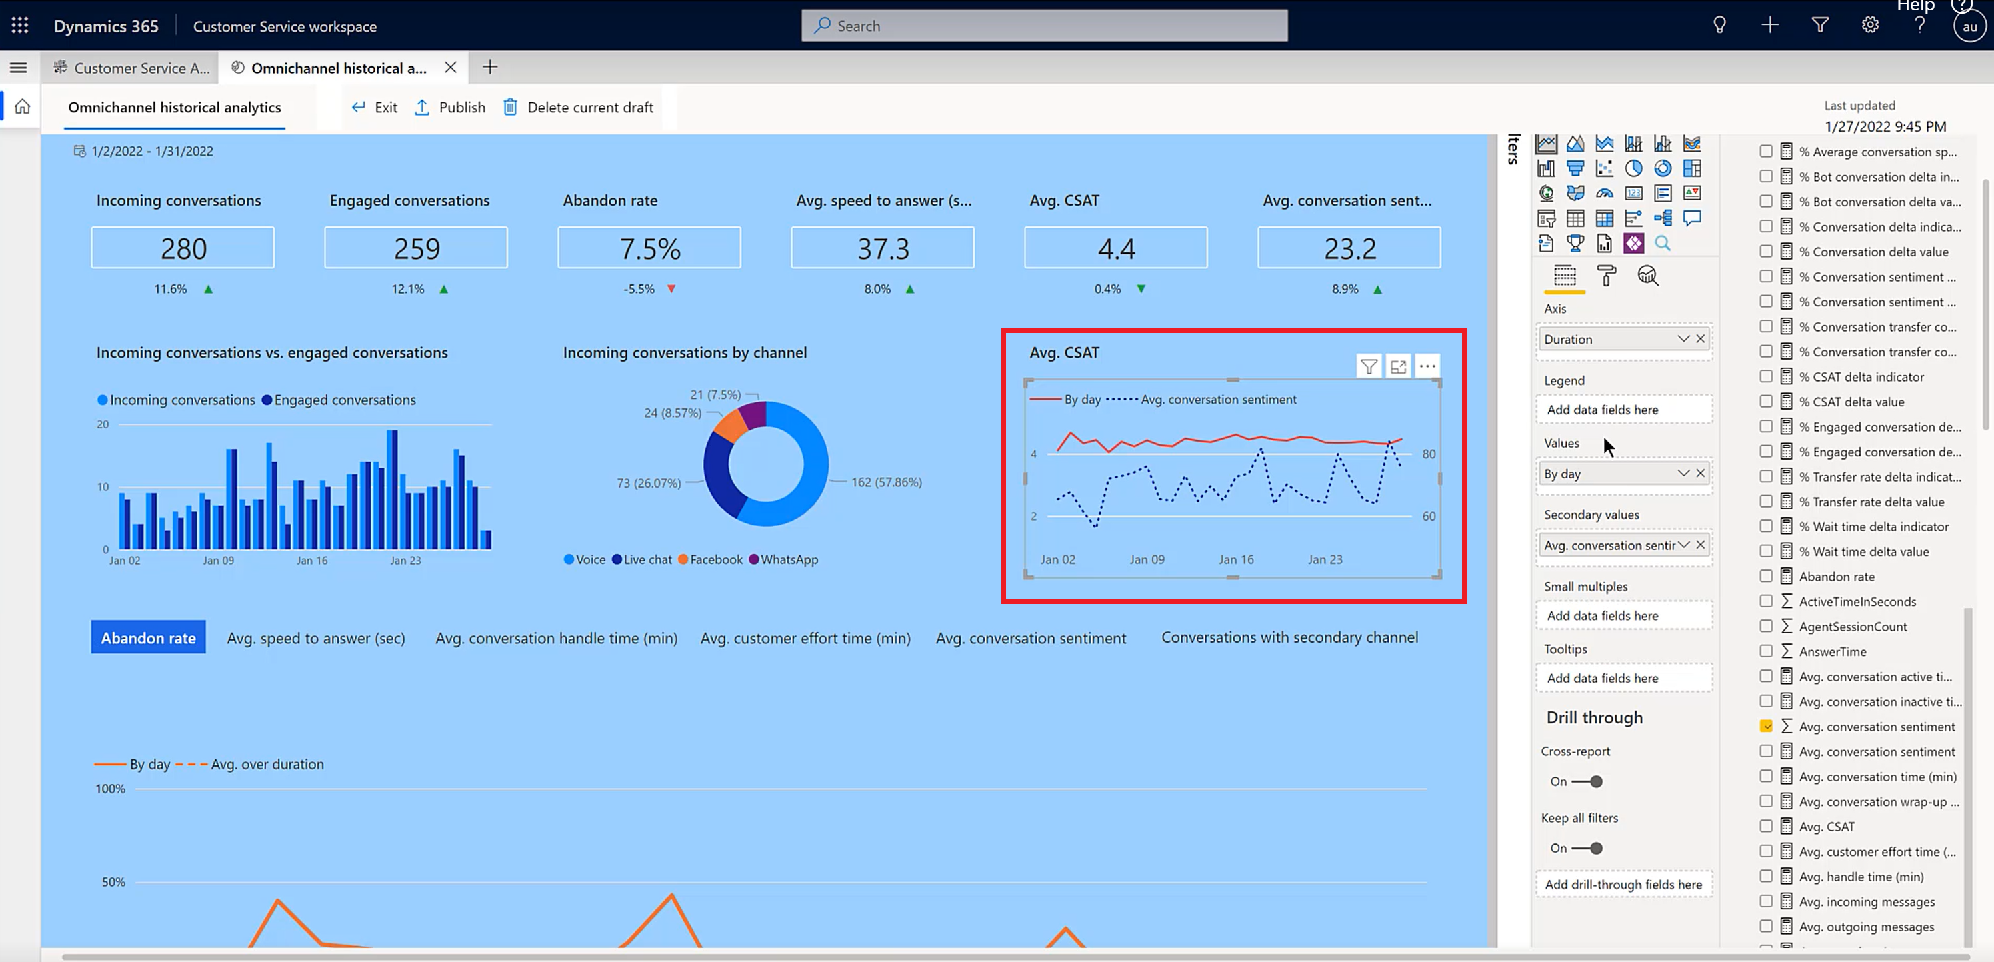 Help
Dynamics 365
Customer Service workspace
Search
?
au
Customer Service A...
Omnichannel historical a...
Omnichannel historical analytics
Exit
Publish
Delete current draft
Last updated
1/27/2022 9:45 PM
1/2/2022 - 1/31/2022
Incoming conversations
Engaged conversations
Abandon rate
Avg. speed to answer (s...
Avg. CSAT
Avg. conversation sent...
280
259
7.5%
37.3
4.4
23.2
11.6%
12.1%
-5.5%
8.0%
0.4%
8.9%
Incoming conversations vs. engaged conversations
Incoming conversations
Engaged conversations
20
10
0
Jan 02
Jan 09
Jan 16
Jan 23
Incoming conversations by channel
21 (7.5%)
24 (8.57%)
73 (26.07%)
162 (57.86%)
Voice
Live chat
Facebook
WhatsApp
Avg. CSAT
By day
Avg. conversation sentiment
4
2
80
60
Jan 02
Jan 09
Jan 16
Jan 23
Abandon rate
Avg. speed to answer (sec)
Avg. conversation handle time (min)
Avg. customer effort time (min)
Avg. conversation sentiment
Conversations with secondary channel
By day
Avg. over duration
100%
50%
lters
Axis
Duration
Legend
Add data fields here
Values
By day
Secondary values
Avg. conversation sentir
Small multiples
Add data fields here
Tooltips
Add data fields here
Drill through
Cross-report
On
Keep all filters
On
Add drill-through fields here
% Average conversation sp...
% Bot conversation delta in...
% Bot conversation delta va...
% Conversation delta indica...
% Conversation delta value
% Conversation sentiment ...
% Conversation sentiment ...
% Conversation transfer co...
% Conversation transfer co...
% CSAT delta indicator
% CSAT delta value
% Engaged conversation de...
% Engaged conversation de...
% Transfer rate delta indicat...
% Transfer rate delta value
% Wait time delta indicator
% Wait time delta value
Abandon rate
ActiveTimeInSeconds
AgentSessionCount
AnswerTime
Avg. conversation active ti...
Avg. conversation inactive ti...
Avg. conversation sentiment
Avg. conversation sentiment
Avg. conversation time (min)
Avg. conversation wrap-up ...
Avg. CSAT
Avg. customer effort time (...
Avg. handle time (min)
Avg. incoming messages
Avg. outgoing messages